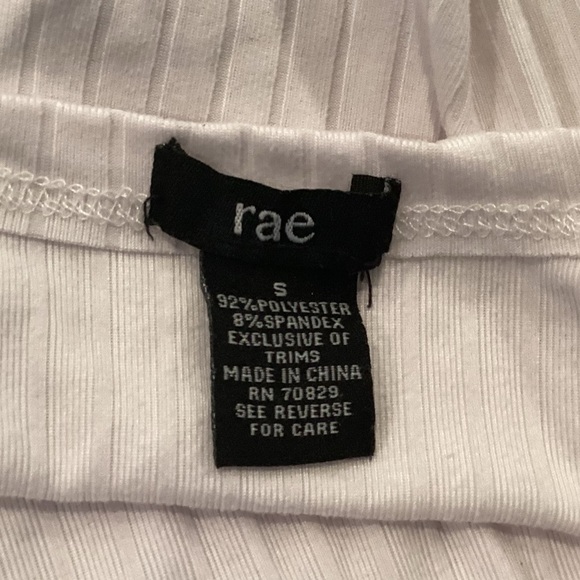 rae
S
92%POLYESTER
8%SPANDEX
EXCLUSIVE OF
TRIMS
MADE IN CHINA
RN 70829
SEE REVERSE
FOR CARE